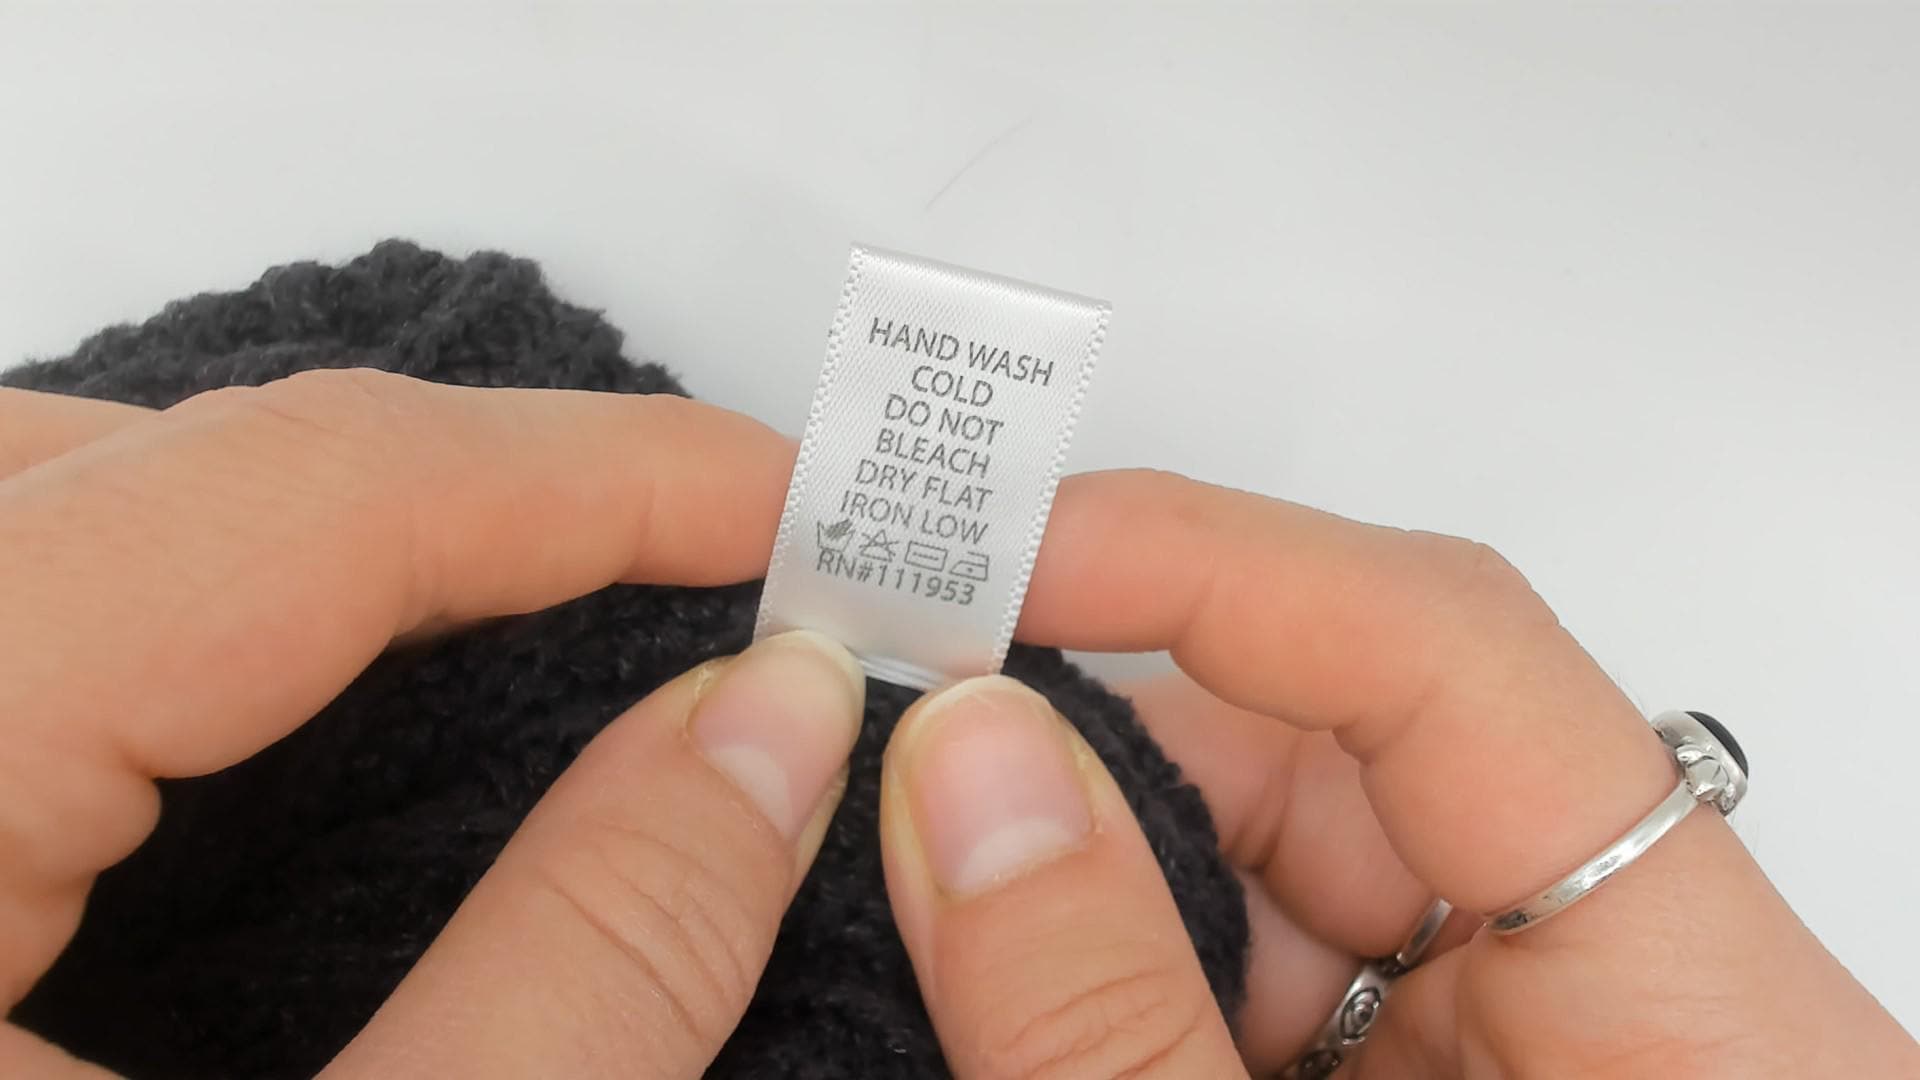 HAND WASH
COLD
DO NOT
BLEACH
DRY FLAT
IRON LOW
RN#111953